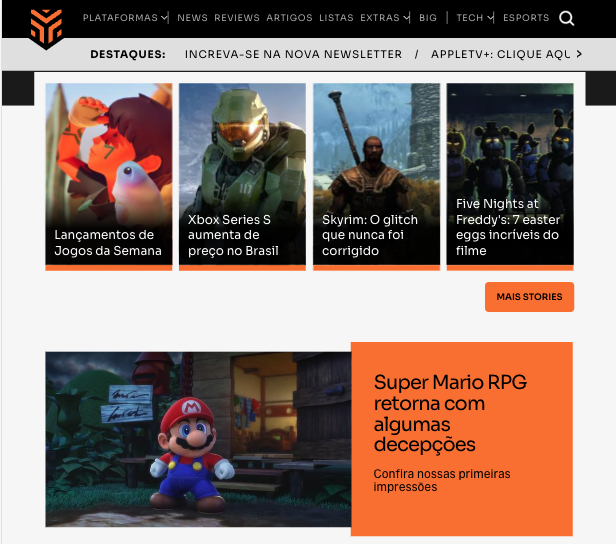 PLATAFORMAS NEWS REVIEWS ARTIGOS LISTAS EXTRAS BIG TECH ESPORTS
DESTAQUES: INCREVA-SE NA NOVA NEWSLETTER / APPLETV+: CLIQUE AQU
Lançamentos de
Jogos da Semana
Xbox Series S
aumenta de
preço no Brasil
Skyrim: O glitch
que nunca foi
corrigido
Five Nights at
Freddy's: 7 easter
eggs incríveis do
filme
MAIS STORIES
Super Mario RPG
retorna com
algumas
decepções
Confira nossas primeiras
impressões